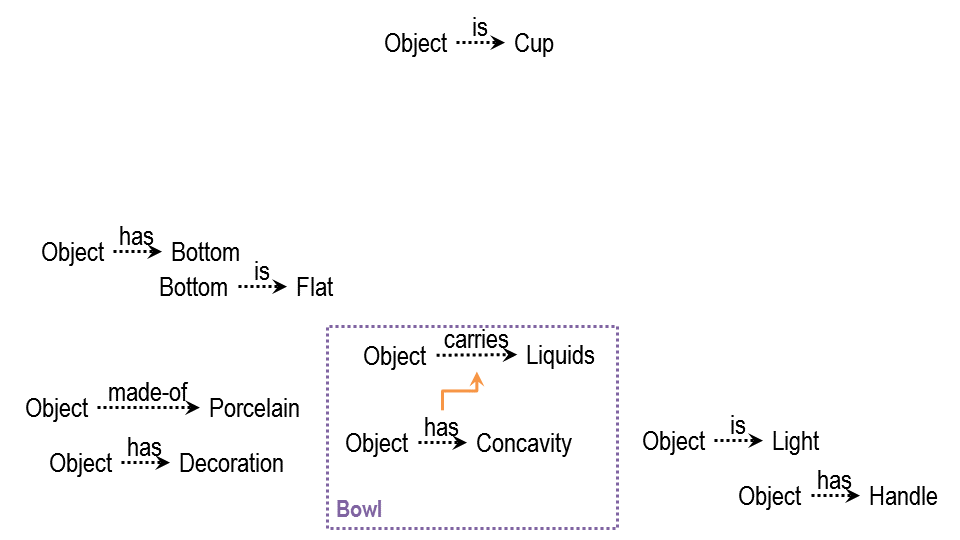 Object is Cup
Object has Bottom
Bottom is Flat
Object carries Liquids
Object made-of Porcelain
Object has Concavity
Object is Light
Object has Decoration
Object has Handle
Bowl